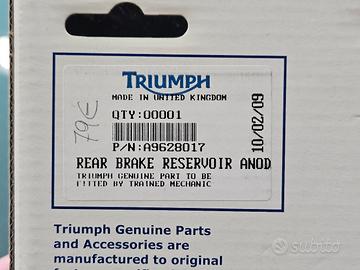 TRIUMPH
MADE IN UNITED KINGDOM
QTY:00001
79€
10/02/09
P/N:A9628017
REAR BRAKE RESERVOIR ANOD
TRIUMPH GENUINE PART TO BE
FITTED BY TRAINED MECHANIC
Triumph Genuine Parts
and Accessories are
manufactured to original
subito